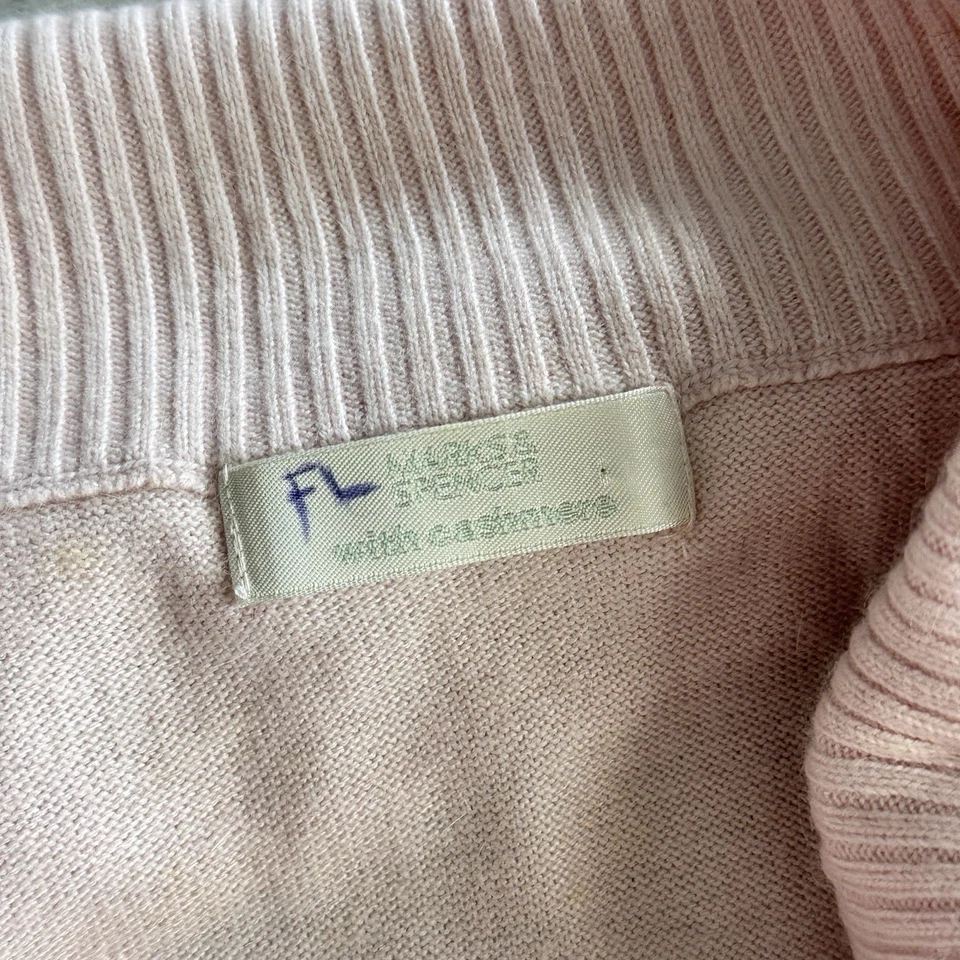 FL
MARKS &
SPENCER
with cashmere